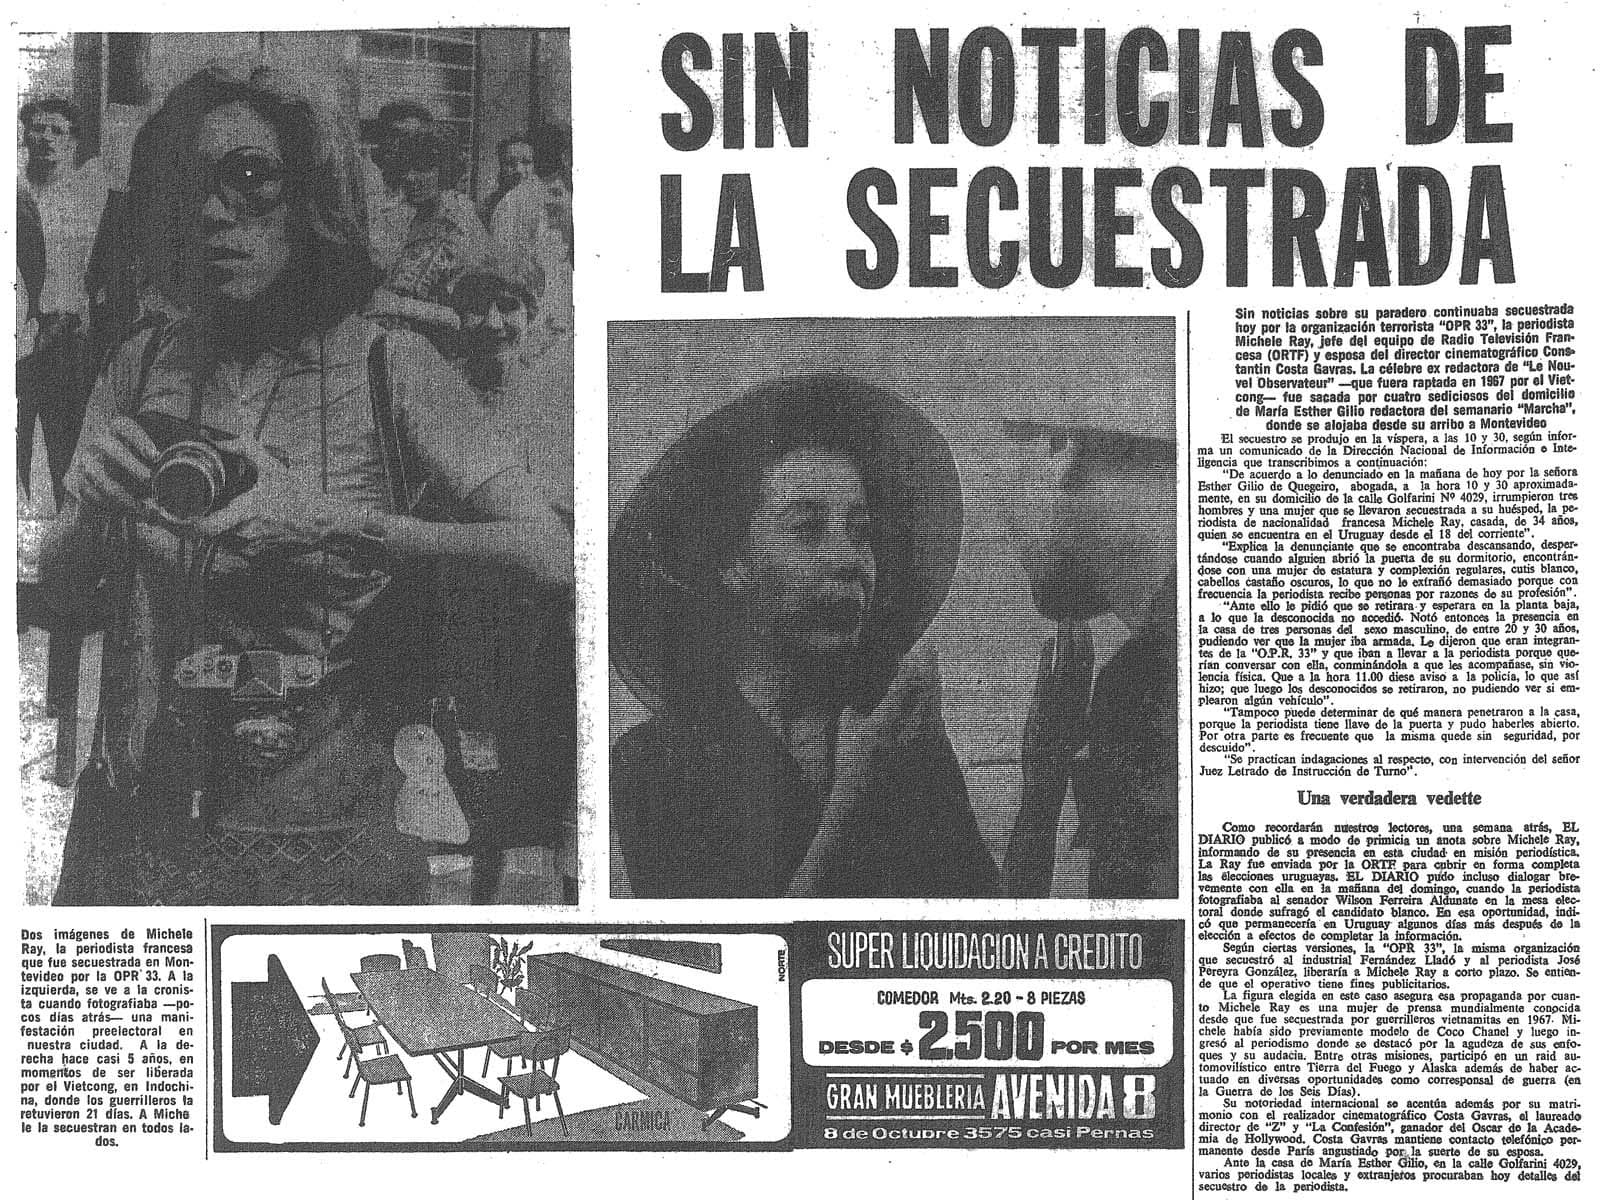 SIN NOTICIAS DE
LA SECUESTRADA
Sin noticias sobre su paradero continuaba secuestrada
hoy por la organización terrorista "OPR 33", la periodista
Michele Ray, jefe del equipo de Radio Televisión Fran-
cesa (ORTF) y esposa del director cinematográfico Cons-
tantin Costa Gavras. La célebre ex redactora de "Le Nou-
vel Observateur" —que fuera raptada en 1967 por el Viet-
cong— fue sacada por cuatro sediciosos del domicilio
de María Esther Gilio redactora del semanario "Marcha",
donde se alojaba desde su arribo a Montevideo
El secuestro se produjo en la víspera, a las 10 y 30, según infor-
ma un comunicado de la Dirección Nacional de Información e Inte-
ligencia que transcribimos a continuación:
"De acuerdo a lo denunciado en la mañana de hoy por la señora
Esther Gilio de Quegeiro, abogada, a la hora 10 y 30 aproximada-
mente, en su domicilio de la calle Golfarini Nº 4029, irrumpieron tres
hombres y una mujer que se llevaron secuestrada a su huésped, la pe-
riodista de nacionalidad francesa Michele Ray, casada, de 34 años,
quien se encuentra en el Uruguay desde el 18 del corriente".
"Explica la denunciante que se encontraba descansando, desper-
tándose cuando alguien abrió la puerta de su dormitorio, encontrán-
dose con una mujer de estatura y complexión regulares, cutis blanco,
cabellos castaño oscuros, lo que no le extrañó demasiado porque con
frecuencia la periodista recibe personas por razones de su profesión".
"Ante ello le pidió que se retirara y esperara en la planta baja,
a lo que la desconocida no accedió. Notó entonces la presencia en
la casa de tres personas del sexo masculino, de entre 20 y 30 años,
pudiendo ver que la mujer iba armada. Le dijeron que eran integran-
tes de la "O.P.R. 33" y que iban a llevar a la periodista porque que-
rían conversar con ella, conminándola a que les acompañase, sin vio-
lencia física. Que a la hora 11.00 diese aviso a la policía, lo que así
hizo; que luego los desconocidos se retiraron, no pudiendo ver si em-
plearon algún vehículo".
"Tampoco puede determinar de qué manera penetraron a la casa,
porque la periodista tiene llave de la puerta y pudo haberles abierto.
Por otra parte es frecuente que la misma quede sin seguridad, por
descuido".
"Se practican indagaciones al respecto, con intervención del señor
Juez Letrado de Instrucción de Turno".
Una verdadera vedette
Como recordarán nuestros lectores, una semana atrás, EL
DIARIO publicó a modo de primicia un anota sobre Michele Ray,
informando de su presencia en esta ciudad en misión periodística.
La Ray fue enviada por la ORTF para cubrir en forma completa
las elecciones uruguayas. EL DIARIO pudo incluso dialogar bre-
vemente con ella en la mañana del domingo, cuando la periodista
fotografiaba al senador Wilson Ferreira Aldunate en la mesa elec-
toral donde sufragó el candidato blanco. En esa oportunidad, indi-
có que permanecería en Uruguay algunos días más después de la
elección a efectos de completar la información.
Según ciertas versiones, la "OPR 33", la misma organización
que secuestró al industrial Fernández Lladó y al periodista José
Pereyra González, liberaría a Michele Ray a corto plazo. Se entien-
de que el operativo tiene fines publicitarios.
La figura elegida en este caso asegura esa propaganda por cuan-
to Michele Ray es una mujer de prensa mundialmente conocida
desde que fue secuestrada por guerrilleros vietnamitas en 1967. Mi-
chele había sido previamente modelo de Coco Chanel y luego in-
gresó al periodismo donde se destacó por la agudeza de sus enfo-
ques y su audacia. Entre otras misiones, participó en un raid au-
tomovilístico entre Tierra del Fuego y Alaska además de haber ac-
tuado en diversas oportunidades como corresponsal de guerra (en
la Guerra de los Seis Días).
Su notoriedad internacional se acentúa además por su matri-
monio con el realizador cinematográfico Costa Gavras, el laureado
director de "Z" y "La Confesión", ganador del Oscar de la Acade-
mia de Hollywood. Costa Gavras mantiene contacto telefónico per-
manente desde París angustiado por la suerte de su esposa.
Ante la casa de María Esther Gilio, en la calle Golfarini 4029,
varios periodistas locales y extranjeros procuraban hoy detalles del
secuestro de la periodista.
Dos imágenes de Michele
Ray, la periodista francesa
que fue secuestrada en Mon-
tevideo por la OPR 33. A la
izquierda, se ve a la cronis-
ta cuando fotografiaba —po-
cos días atrás— una mani-
festación preelectoral en
nuestra ciudad. A la de-
recha hace casi 5 años, en
momentos de ser liberada
por el Vietcong, en Indochi-
na, donde los guerrilleros la
retuvieron 21 días. A Miche
le la secuestran en todos la-
dos.
NORTE
CARMICA
SUPER LIQUIDACION A CREDITO
COMEDOR Mts. 2.20 - 8 PIEZAS
DESDE $ 2.500 POR MES
GRAN MUEBLERIA AVENIDA 8
8 de Octubre 3575 casi Pernas